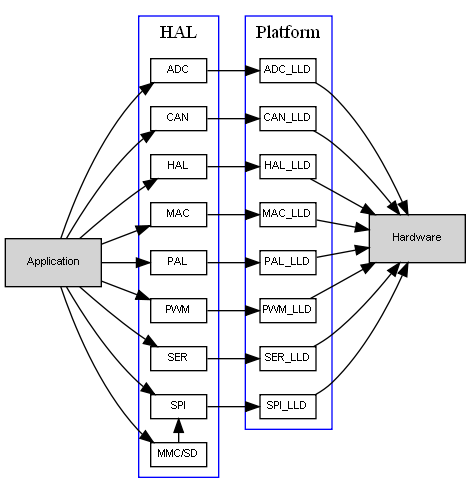 HAL
Platform
ADC
ADC_LLD
CAN
CAN_LLD
HAL
HAL_LLD
MAC
MAC_LLD
Hardware
Application
PAL
PAL_LLD
PWM
PWM_LLD
SER
SER_LLD
SPI
SPI_LLD
MMC/SD